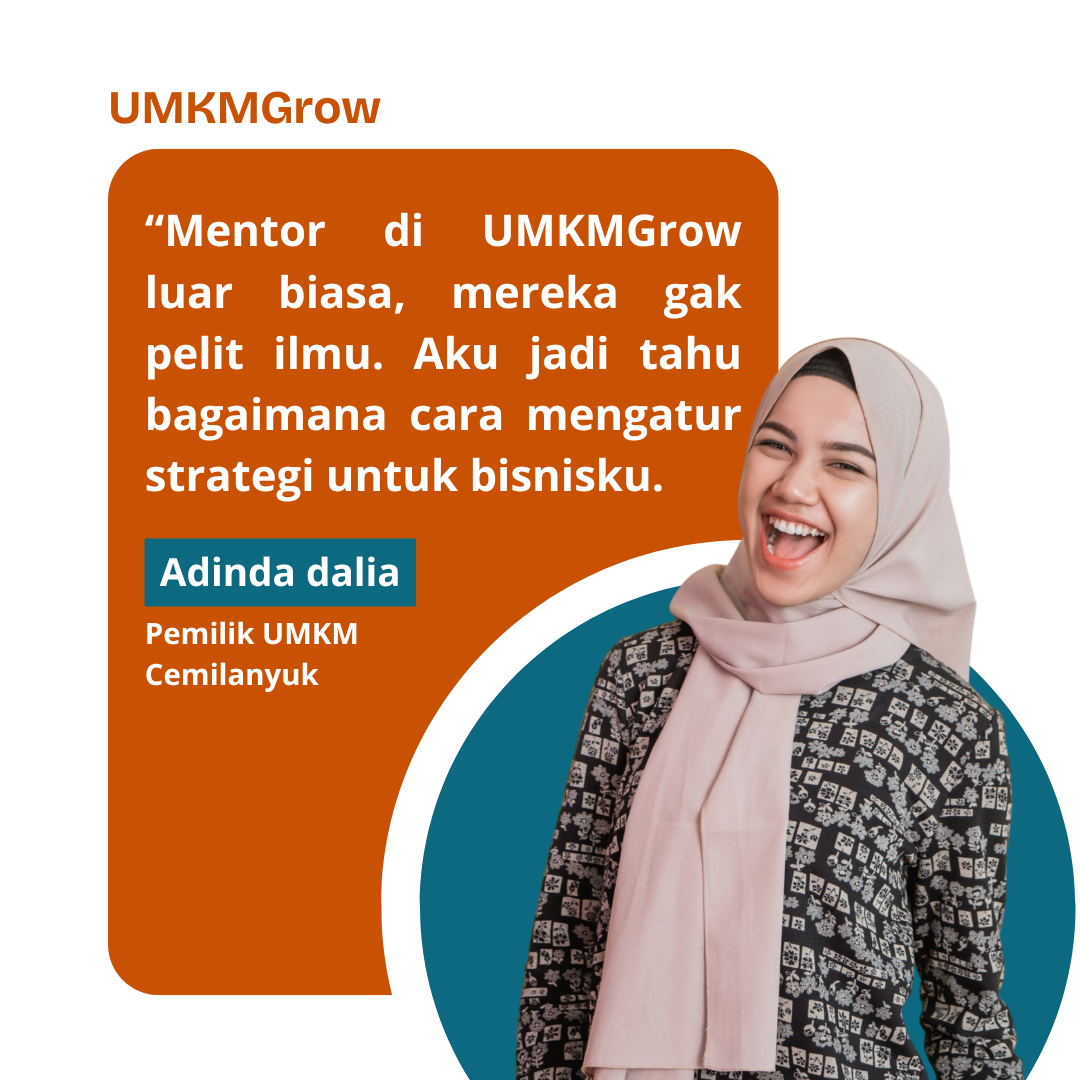 UMKMGrow
“Mentor di UMKMGrow
luar biasa, mereka gak
pelit ilmu. Aku jadi tahu
bagaimana cara mengatur
strategi untuk bisnisku.
Adinda dalia
Pemilik UMKM
Cemilanyuk